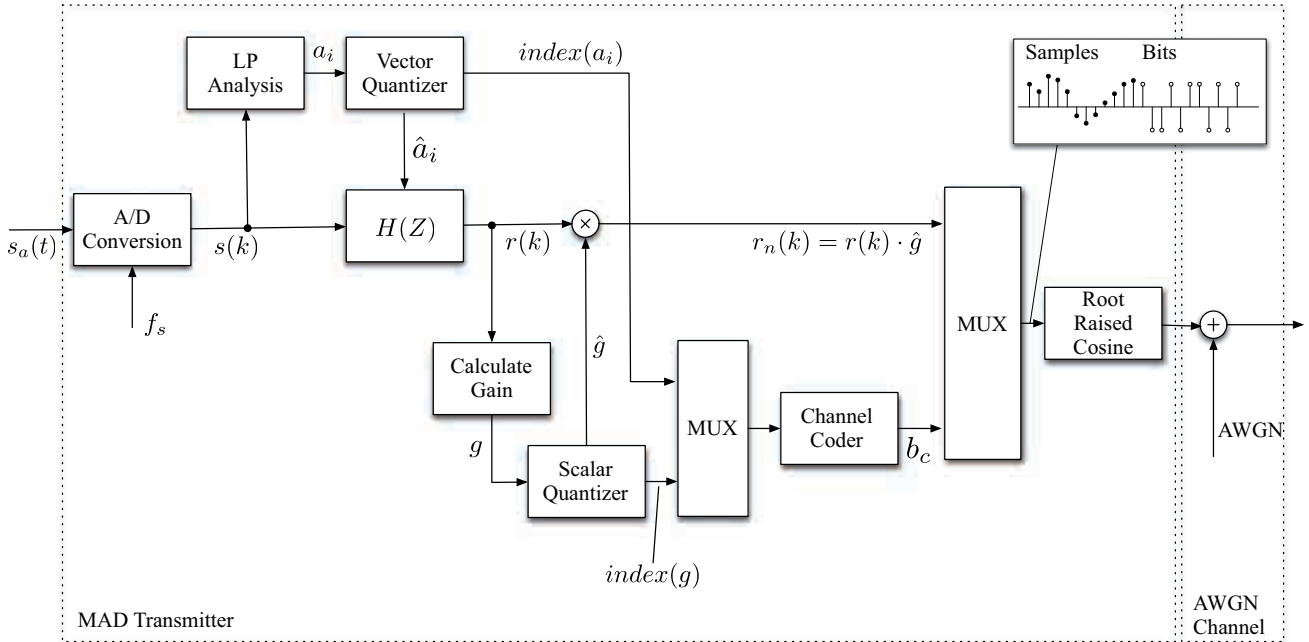 Samples Bits
LP
Analysis
a_i
Vector
Quantizer
index(a_i)
â_i
s_a(t)
A/D
Conversion
s(k)
H(Z)
r(k)
×
r_n(k) = r(k) · ĝ
f_s
MUX
Root
Raised
Cosine
+
Calculate
Gain
ĝ
MUX
Channel
Coder
b_c
AWGN
g
Scalar
Quantizer
index(g)
MAD Transmitter
AWGN
Channel